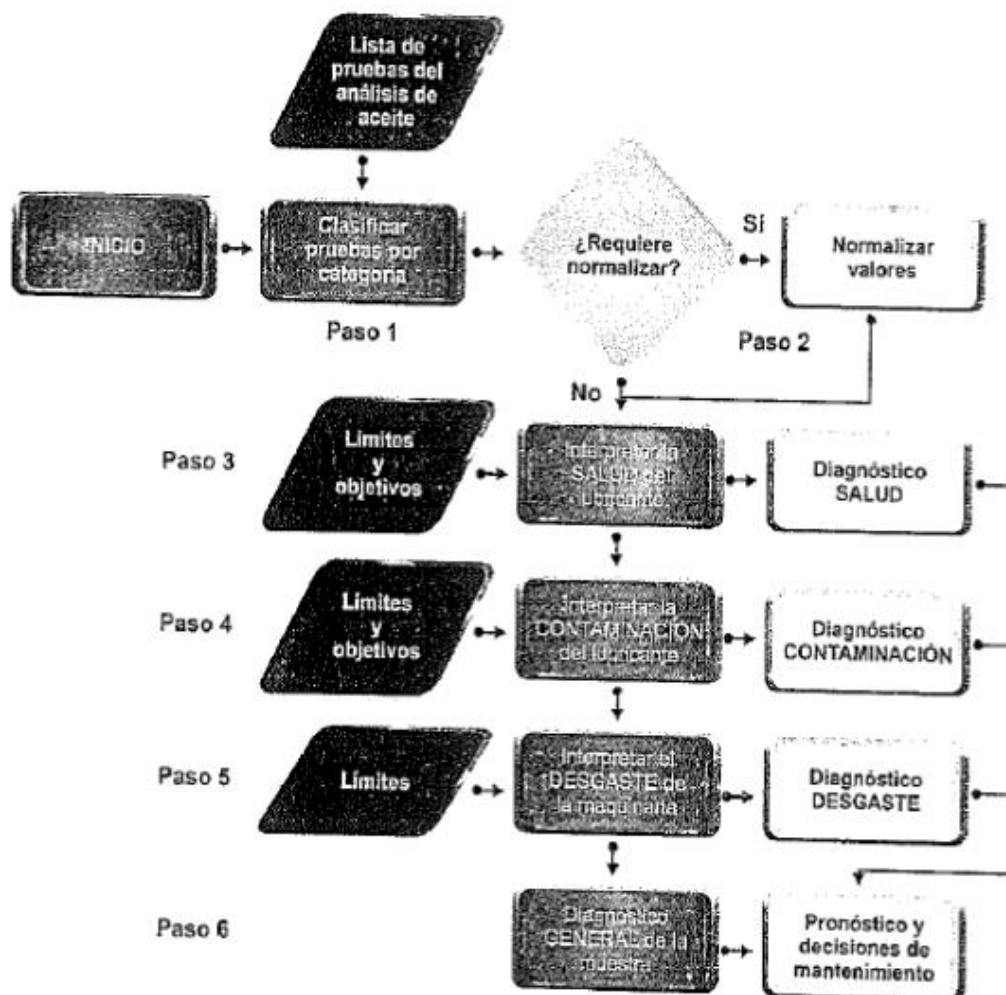 Lista de
pruebas del
análisis de
aceite
INICIO
Clasificar
pruebas por
categoría
¿Requiere
normalizar?
Sí
Normalizar
valores
Paso 1
Paso 2
No
Paso 3
Límites
y
objetivos
Interpretar la
SALUD del
lubricante
Diagnóstico
SALUD
Paso 4
Límites
y
objetivos
Interpretar la
CONTAMINACIÓN
del lubricante
Diagnóstico
CONTAMINACIÓN
Paso 5
Límites
Interpretar el
DESGASTE de
la maquinaria
Diagnóstico
DESGASTE
Paso 6
Diagnóstico
GENERAL de la
muestra
Pronóstico y
decisiones de
mantenimiento